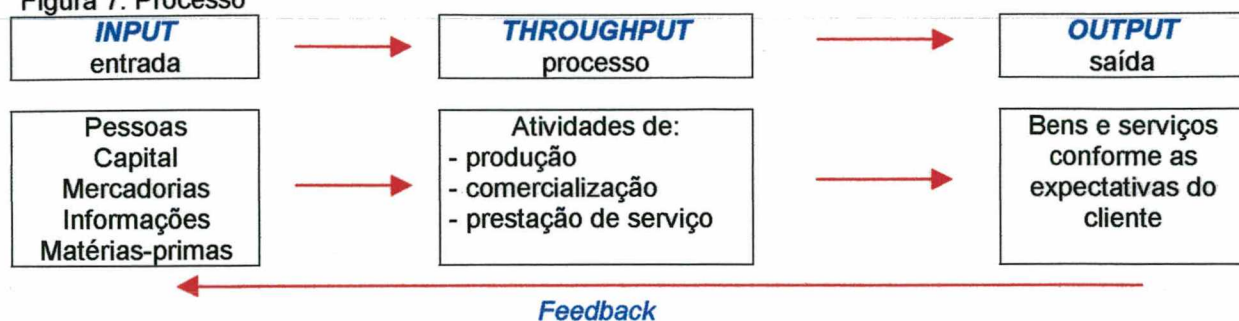 Figura 7: Processo
INPUT
entrada
THROUGHPUT
processo
OUTPUT
saída
Pessoas
Capital
Mercadorias
Informações
Matérias-primas
Atividades de:
- produção
- comercialização
- prestação de serviço
Bens e serviços
conforme as
expectativas do
cliente
Feedback